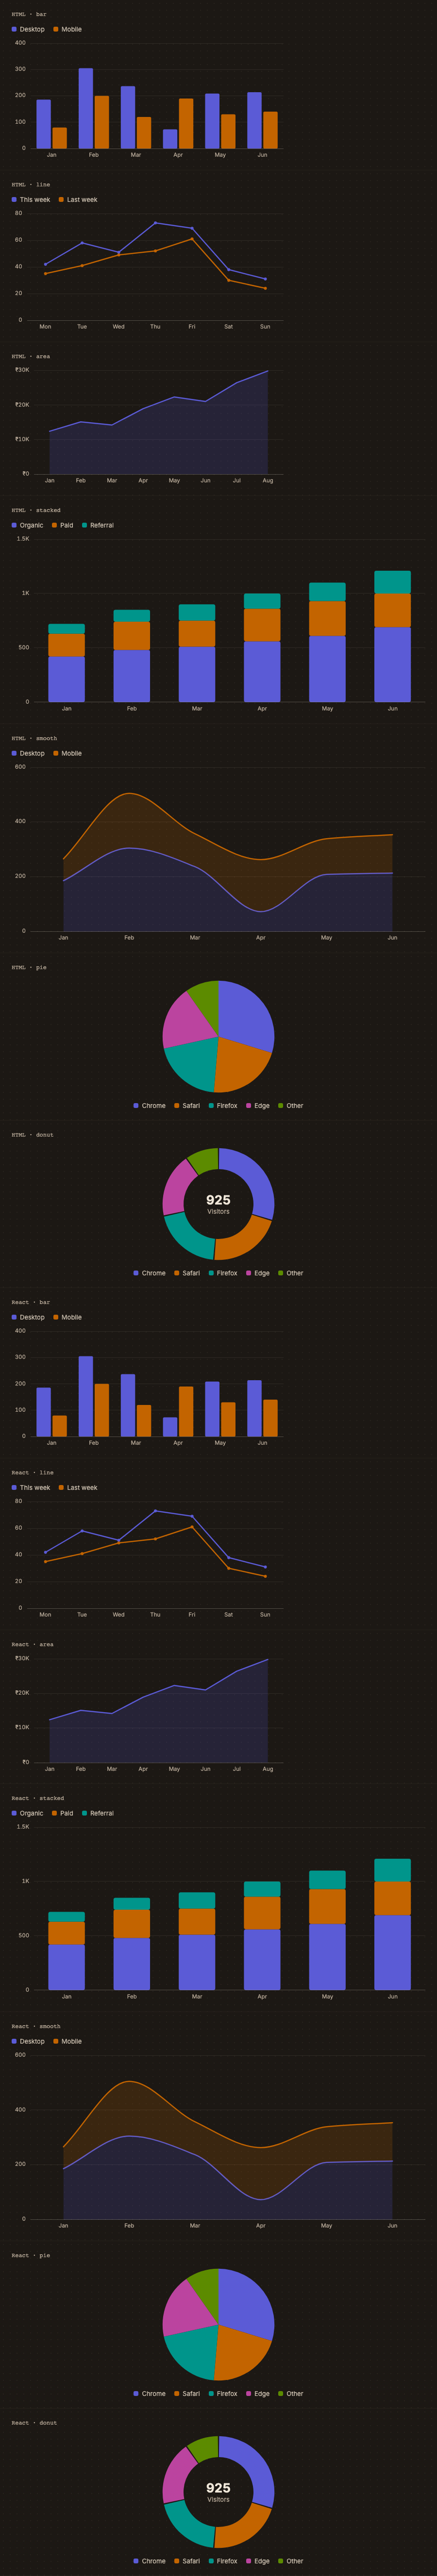 HTML · bar
Desktop Mobile
400
300
200
100
0
Jan Feb Mar Apr May Jun
HTML · line
This week Last week
80
60
40
20
0
Mon Tue Wed Thu Fri Sat Sun
HTML · area
₹30K
₹20K
₹10K
₹0
Jan Feb Mar Apr May Jun Jul Aug
HTML · stacked
Organic Paid Referral
1.5K
1K
500
0
Jan Feb Mar Apr May Jun
HTML · smooth
Desktop Mobile
600
400
200
0
Jan Feb Mar Apr May Jun
HTML · pie
Chrome Safari Firefox Edge Other
HTML · donut
925
Visitors
Chrome Safari Firefox Edge Other
React · bar
Desktop Mobile
400
300
200
100
0
Jan Feb Mar Apr May Jun
React · line
This week Last week
80
60
40
20
0
Mon Tue Wed Thu Fri Sat Sun
React · area
₹30K
₹20K
₹10K
₹0
Jan Feb Mar Apr May Jun Jul Aug
React · stacked
Organic Paid Referral
1.5K
1K
500
0
Jan Feb Mar Apr May Jun
React · smooth
Desktop Mobile
600
400
200
0
Jan Feb Mar Apr May Jun
React · pie
Chrome Safari Firefox Edge Other
React · donut
925
Visitors
Chrome Safari Firefox Edge Other